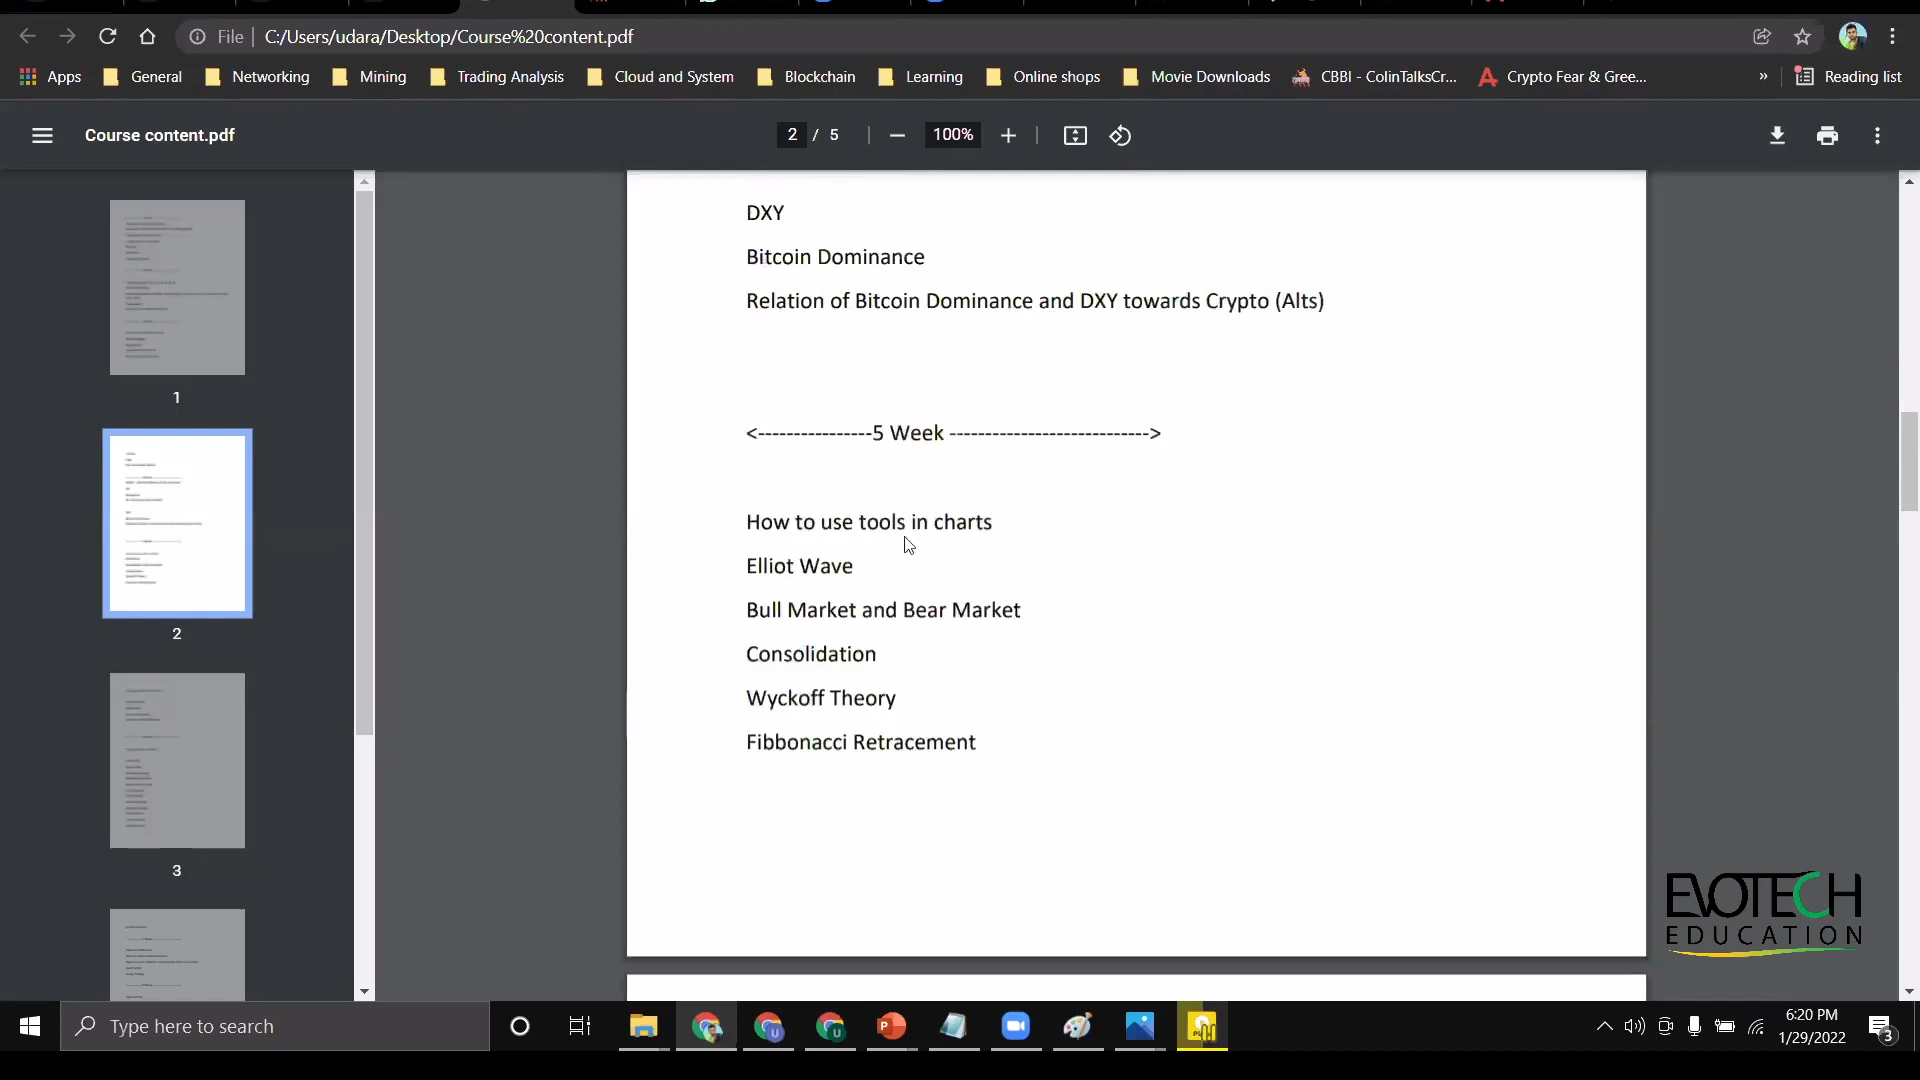 File C:/Users/udara/Desktop/Course%20content.pdf
Apps General Networking Mining Trading Analysis Cloud and System Blockchain Learning Online shops Movie Downloads CBBI - ColinTalksCr... Crypto Fear & Gree... » Reading list
Course content.pdf 2 / 5 100%
DXY
Bitcoin Dominance
Relation of Bitcoin Dominance and DXY towards Crypto (Alts)
<----------------5 Week ---------------------------->
How to use tools in charts
Elliot Wave
Bull Market and Bear Market
Consolidation
Wyckoff Theory
Fibbonacci Retracement
1
2
3
EVOTECH
EDUCATION
Type here to search
6:20 PM
1/29/2022
3